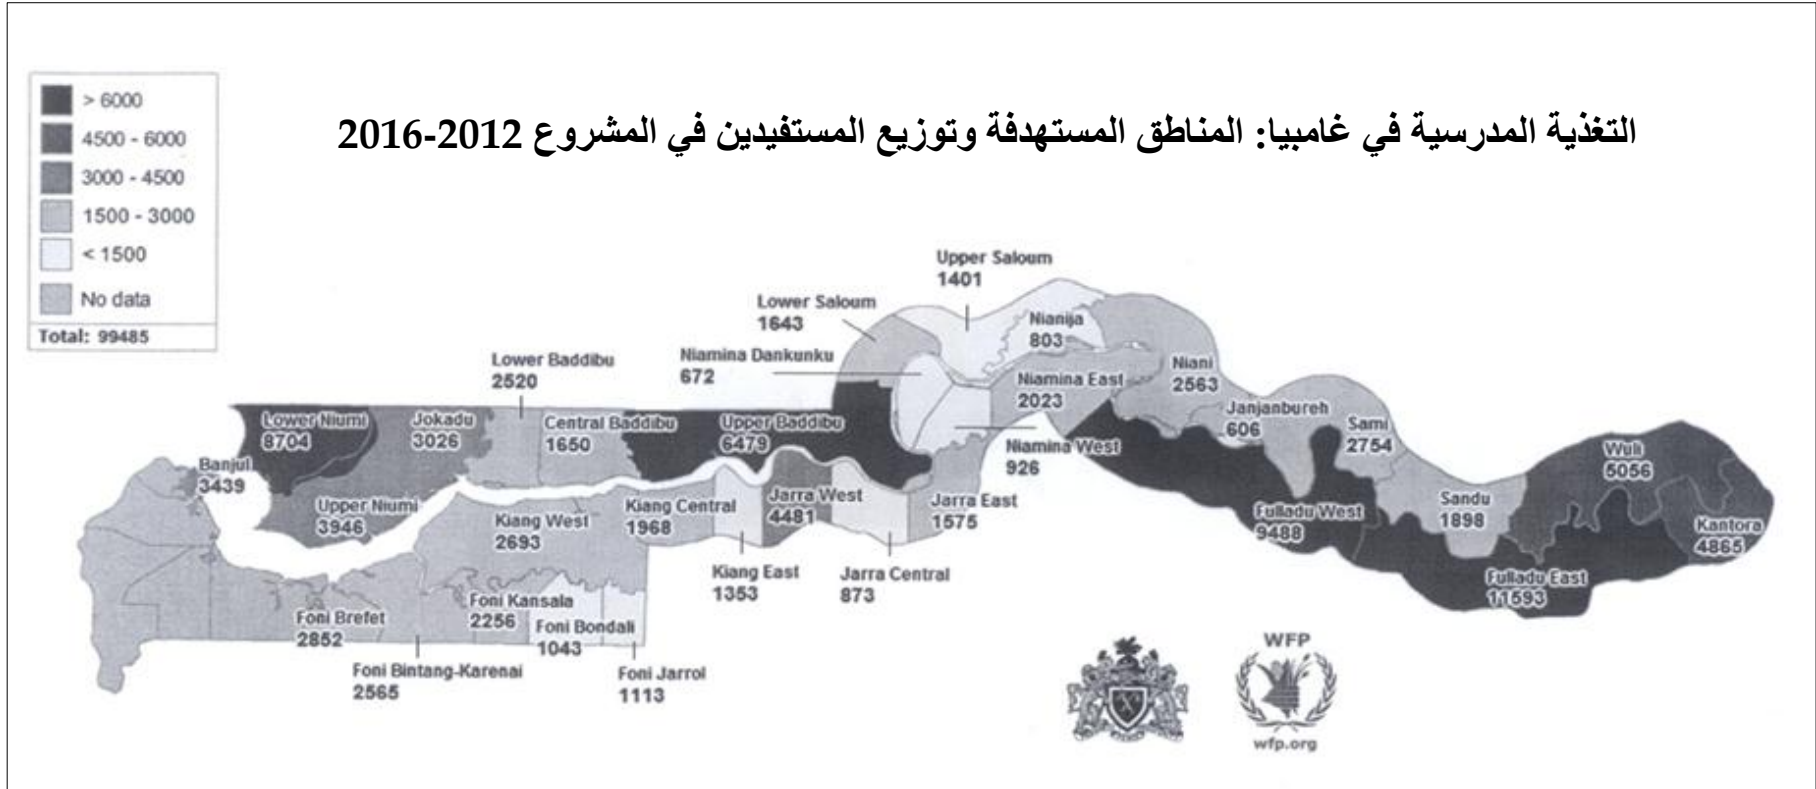 > 6000
4500 - 6000
3000 - 4500
1500 - 3000
< 1500
No data
Total: 99485
التغذية المدرسية في غامبيا: المناطق المستهدفة وتوزيع المستفيدين في المشروع 2012-2016
Upper Saloum
1401
Lower Saloum
1643
Nianija
803
Niamina Dankunku
672
Lower Baddibu
2520
Niani
2563
Niamina East
2023
Janjanbureh
606
Sami
2754
Lower Niumi
8704
Jokadu
3026
Central Baddibu
1650
Upper Baddibu
6479
Niamina West
926
Wuli
5056
Banjul
3439
Upper Niumi
3946
Kiang West
2693
Kiang Central
1968
Jarra West
4481
Jarra East
1575
Fulladu West
9488
Sandu
1898
Kantora
4865
Kiang East
1353
Jarra Central
873
Fulladu East
11593
Foni Brefet
2852
Foni Kansala
2256
Foni Bondali
1043
Foni Bintang-Karenai
2565
Foni Jarrol
1113
WFP
wfp.org